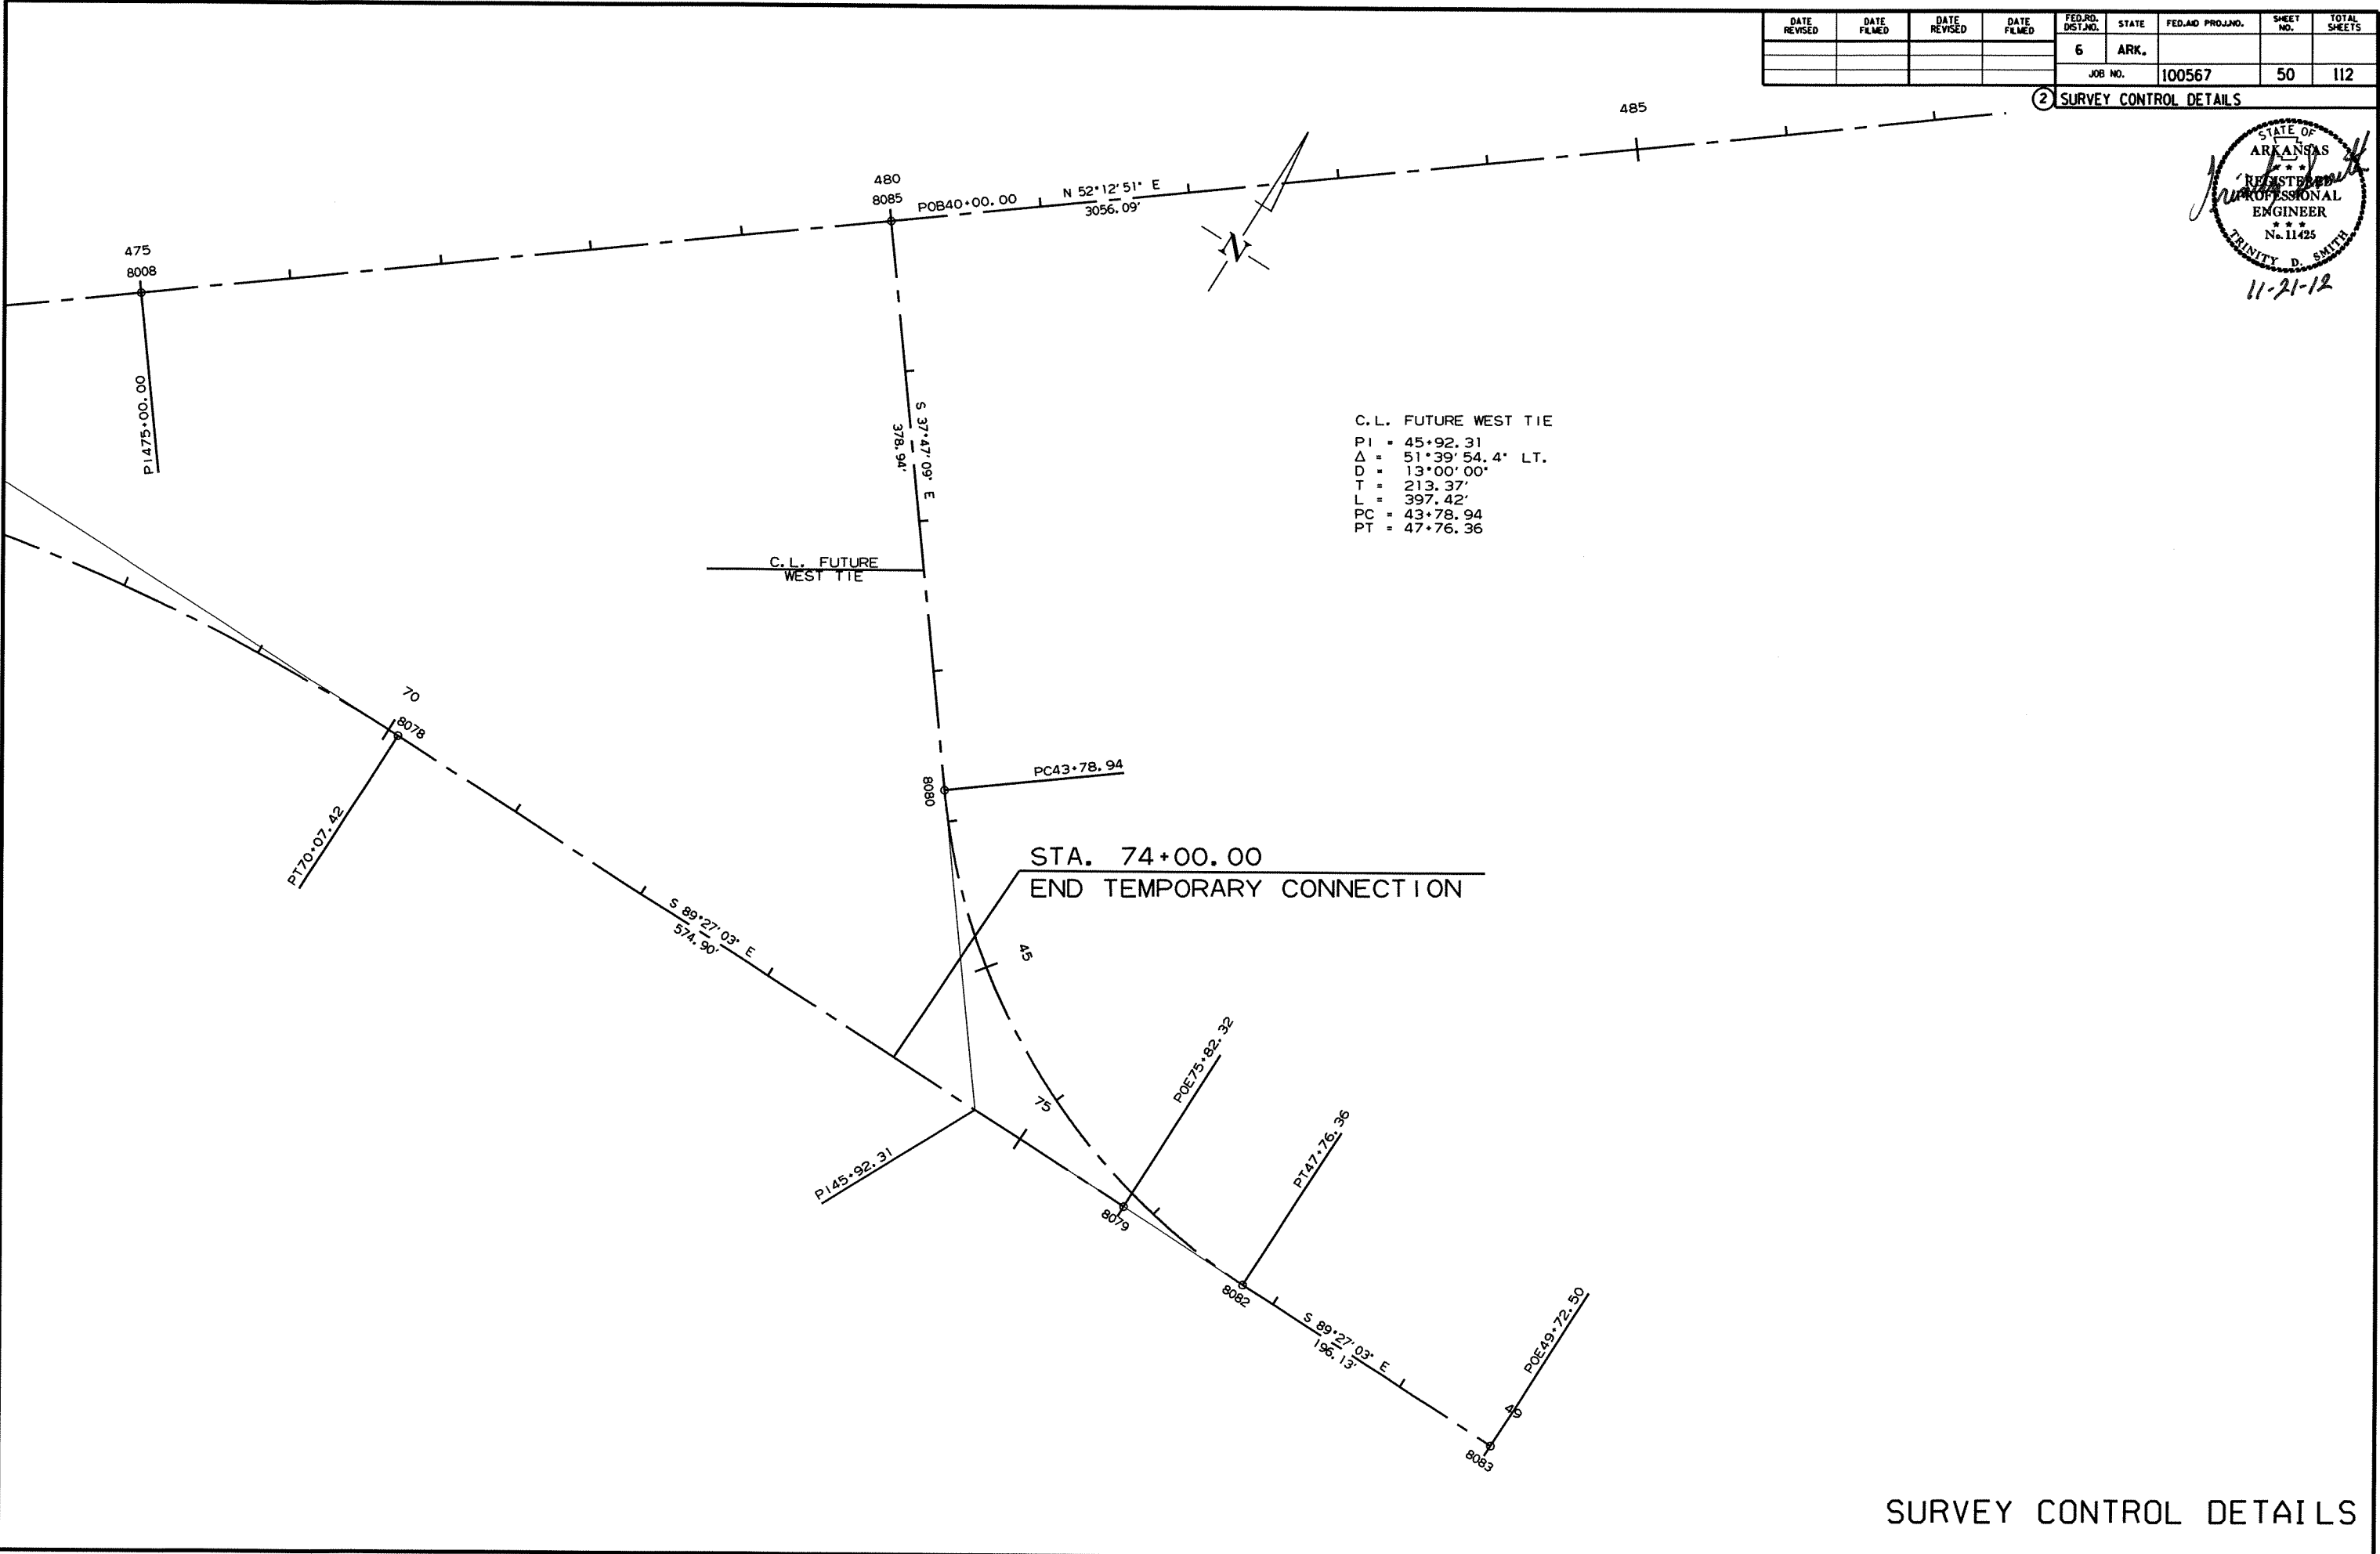 DATE REVISED
DATE FILMED
DATE REVISED
DATE FILMED
FED.RD. DIST.NO.
STATE
FED.AID PROJ.NO.
SHEET NO.
TOTAL SHEETS
6
ARK.
JOB NO.
100567
50
112
2
SURVEY CONTROL DETAILS
STATE OF
ARKANSAS
* * *
REGISTERED
PROFESSIONAL
ENGINEER
* * *
No. 11425
TRINITY D. SMITH
11-21-12
485
480
8085
POB40+00.00
N 52°12'51" E
3056.09'
N
475
8008
PI475+00.00
S 37°47'09" E
378.94'
C.L. FUTURE WEST TIE
PI = 45+92.31
Δ = 51°39'54.4" LT.
D = 13°00'00"
T = 213.37'
L = 397.42'
PC = 43+78.94
PT = 47+76.36
C.L. FUTURE
WEST TIE
70
8078
PT70+07.42
8080
PC43+78.94
STA. 74+00.00
END TEMPORARY CONNECTION
S 89°27'03" E
574.90'
45
75
POE75+82.32
PI45+92.31
8079
PT47+76.36
8082
S 89°27'03" E
196.13'
POE49+72.50
49
8083
SURVEY CONTROL DETAILS